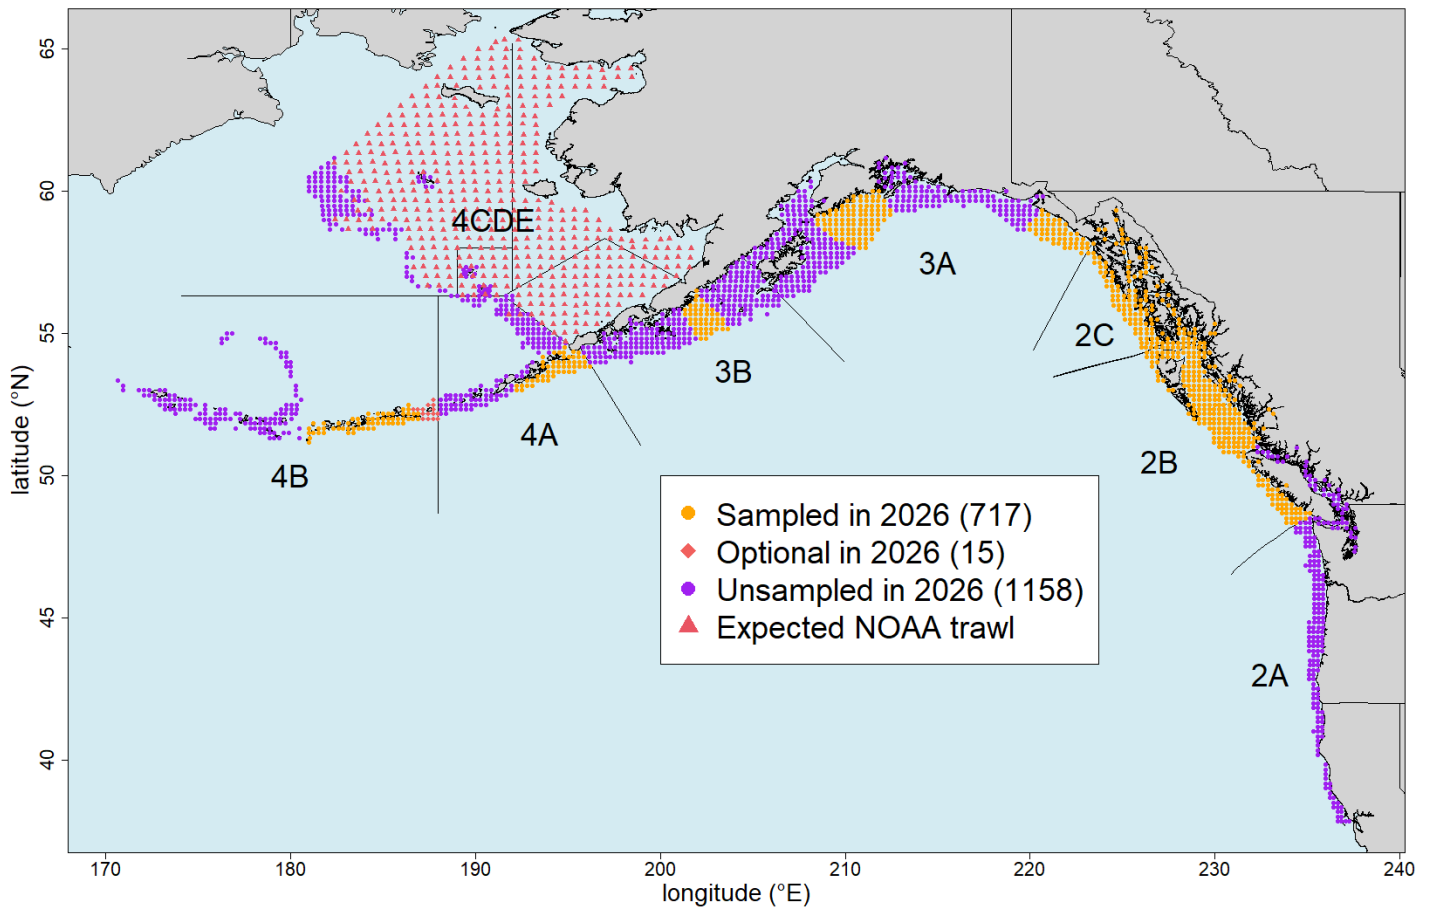 65
60
55
50
45
40
latitude (°N)
4CDE
3A
2C
3B
4A
4B
2B
2A
Sampled in 2026 (717)
Optional in 2026 (15)
Unsampled in 2026 (1158)
Expected NOAA trawl
170
180
190
200
210
220
230
240
longitude (°E)